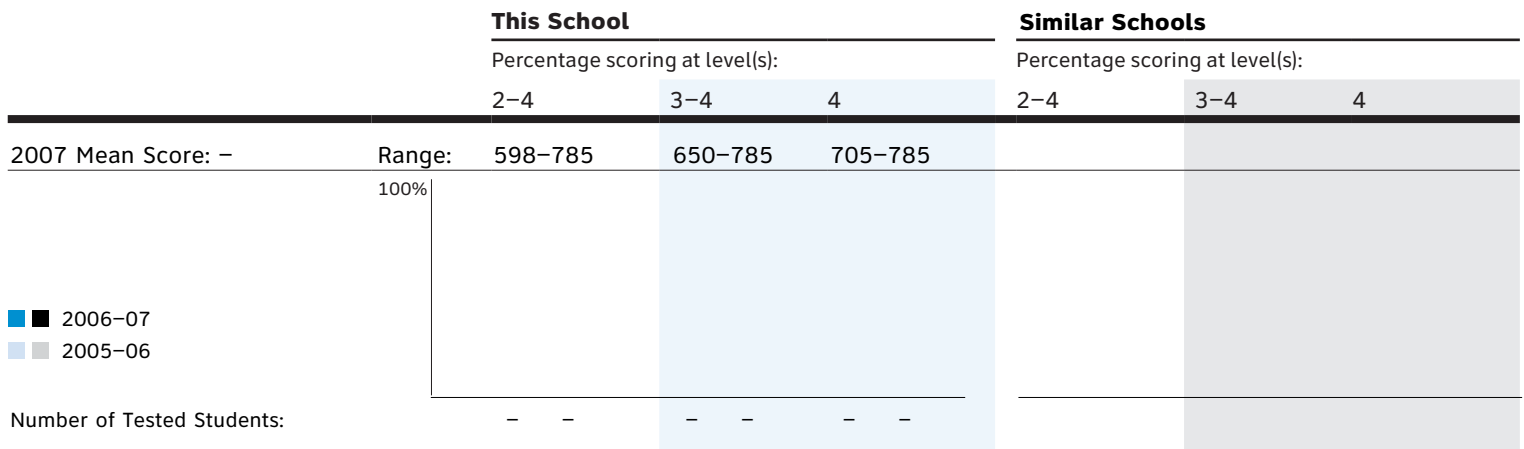 This School Similar Schools
Percentage scoring at level(s): Percentage scoring at level(s):
2–4 3–4 4 2–4 3–4 4
2007 Mean Score: – Range: 598–785 650–785 705–785
100%
2006–07
2005–06
Number of Tested Students: – – – – – –